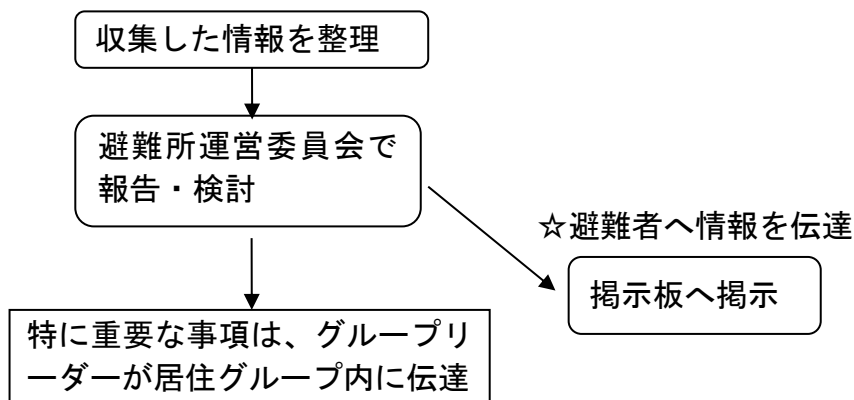 収集した情報を整理
避難所運営委員会で
報告・検討
☆避難者へ情報を伝達
掲示板へ掲示
特に重要な事項は、グループリ
ーダーが居住グループ内に伝達